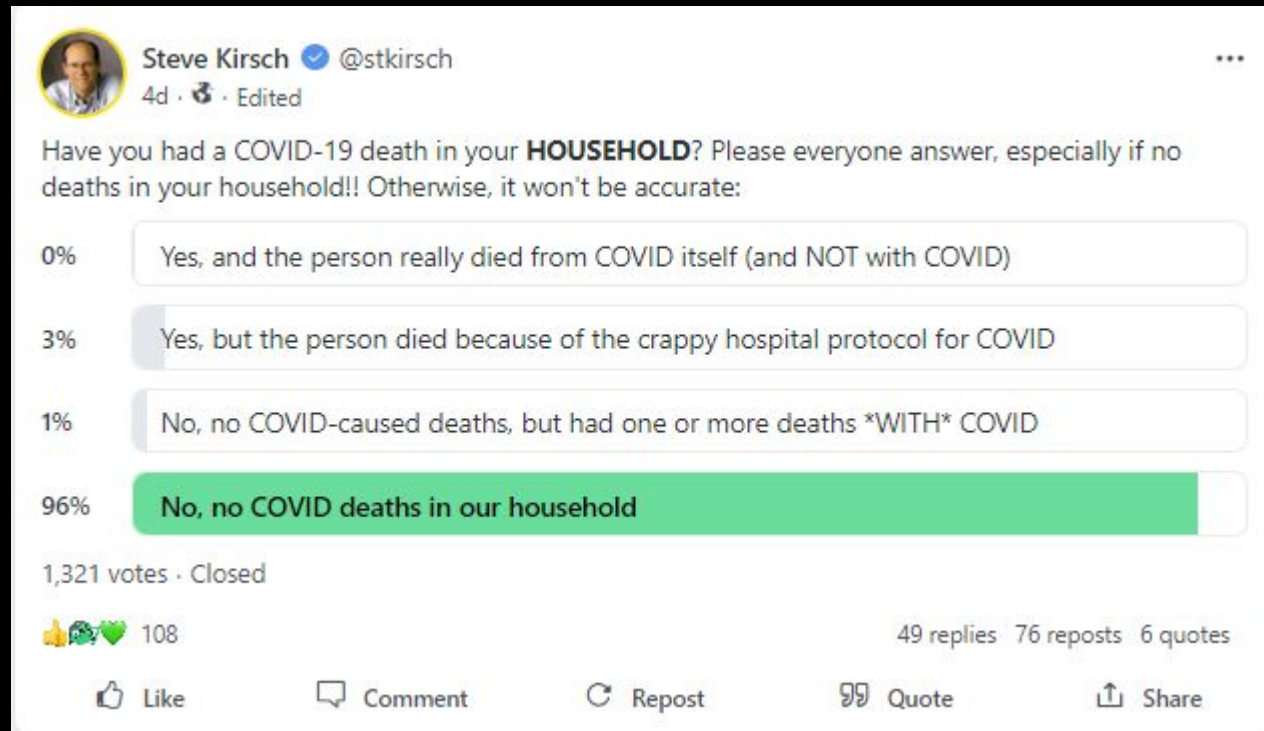 Steve Kirsch @stkirsch
4d · Edited
Have you had a COVID-19 death in your HOUSEHOLD? Please everyone answer, especially if no
deaths in your household!! Otherwise, it won't be accurate:
0% Yes, and the person really died from COVID itself (and NOT with COVID)
3% Yes, but the person died because of the crappy hospital protocol for COVID
1% No, no COVID-caused deaths, but had one or more deaths *WITH* COVID
96% No, no COVID deaths in our household
1,321 votes · Closed
108 49 replies 76 reposts 6 quotes
Like Comment Repost Quote Share